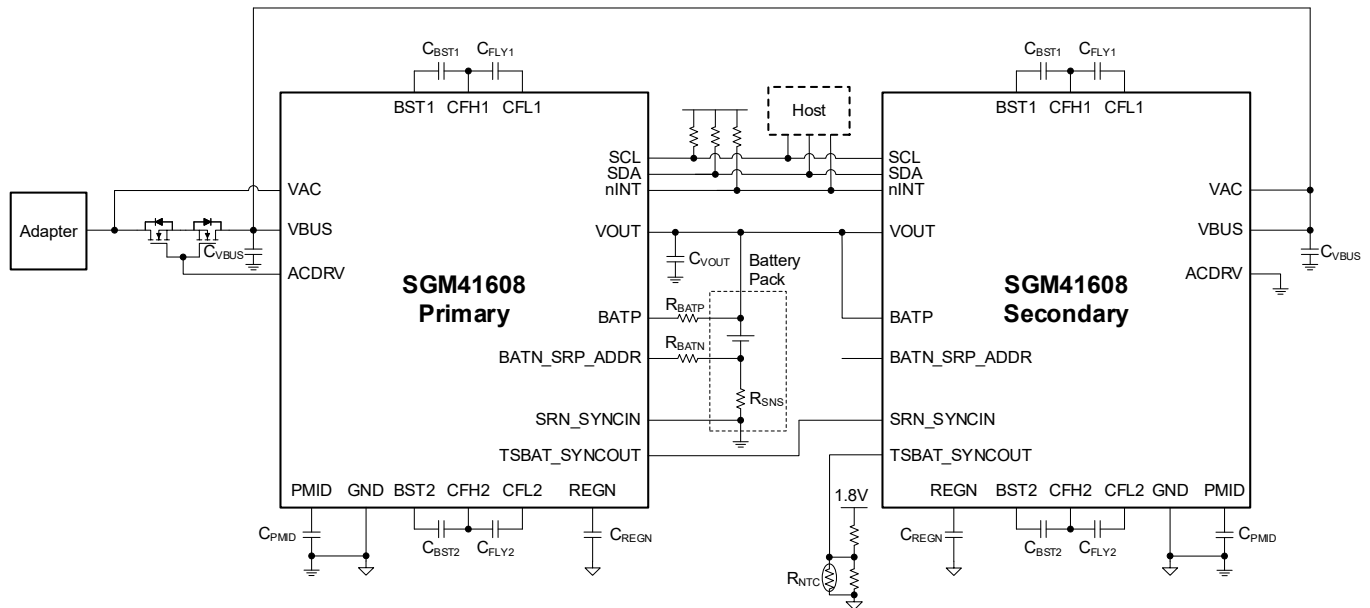 CBST1 CFLY1
BST1 CFH1 CFL1
Adapter
VAC
VBUS
CVBUS
ACDRV
SGM41608
Primary
SCL
SDA
nINT
VOUT
BATP
BATN_SRP_ADDR
SRN_SYNCIN
TSBAT_SYNCOUT
PMID GND BST2 CFH2 CFL2 REGN
CPMID
CBST2 CFLY2
CREGN
Host
CVOUT
Battery
Pack
RBATP
RBATN
RSNS
CBST1 CFLY1
BST1 CFH1 CFL1
SCL
SDA
nINT
VOUT
BATP
BATN_SRP_ADDR
SRN_SYNCIN
TSBAT_SYNCOUT
SGM41608
Secondary
VAC
VBUS
CVBUS
ACDRV
REGN BST2 CFH2 CFL2 GND PMID
1.8V
RNTC
CREGN
CBST2 CFLY2
CPMID